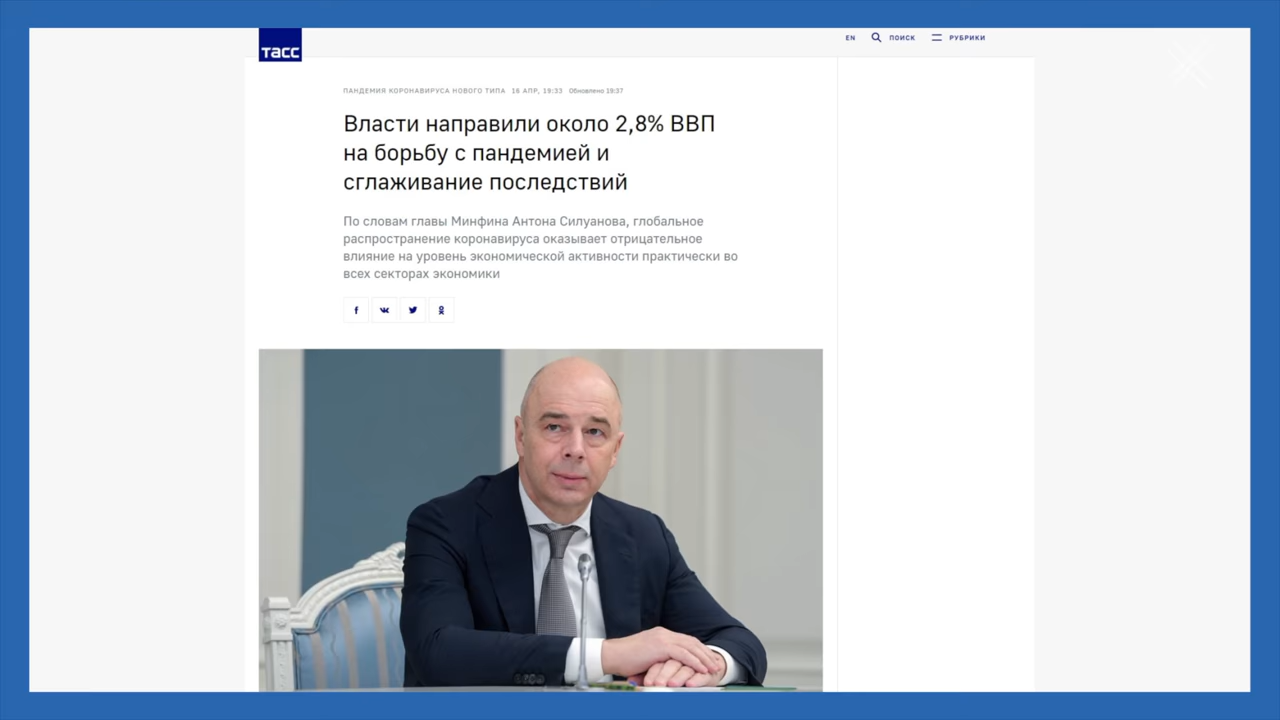 тасс
EN ПОИСК РУБРИКИ
ПАНДЕМИЯ КОРОНАВИРУСА НОВОГО ТИПА 16 АПР, 19:33 Обновлено 19:37
Власти направили около 2,8% ВВП
на борьбу с пандемией и
сглаживание последствий
По словам главы Минфина Антона Силуанова, глобальное
распространение коронавируса оказывает отрицательное
влияние на уровень экономической активности практически во
всех секторах экономики